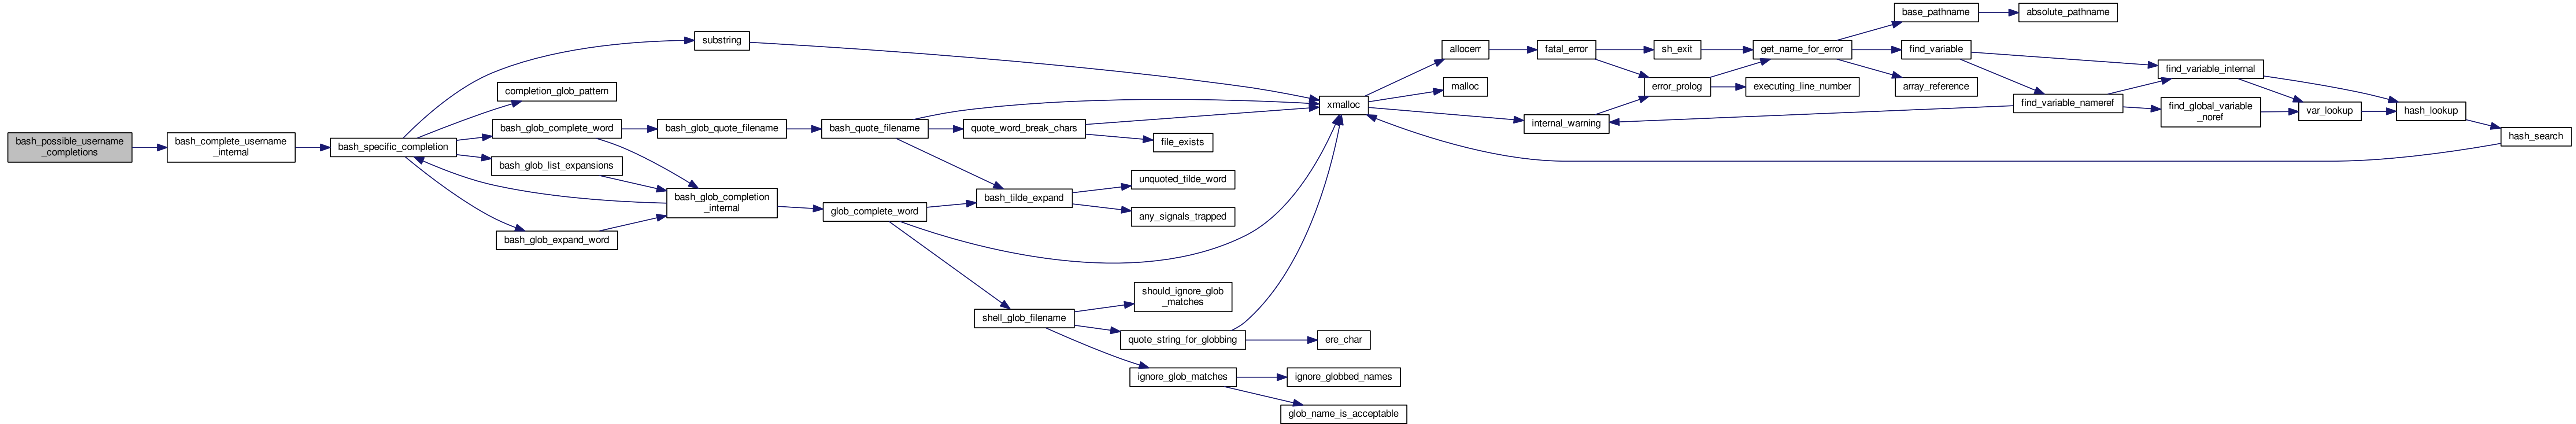 bash_possible_username
_completions
bash_complete_username
_internal
bash_specific_completion
substring
completion_glob_pattern
bash_glob_complete_word
bash_glob_list_expansions
bash_glob_expand_word
bash_glob_quote_filename
bash_glob_completion
_internal
bash_quote_filename
glob_complete_word
quote_word_break_chars
bash_tilde_expand
shell_glob_filename
file_exists
unquoted_tilde_word
any_signals_trapped
should_ignore_glob
_matches
quote_string_for_globbing
ignore_glob_matches
xmalloc
ere_char
ignore_globbed_names
glob_name_is_acceptable
allocerr
malloc
internal_warning
fatal_error
sh_exit
error_prolog
get_name_for_error
executing_line_number
base_pathname
find_variable
array_reference
absolute_pathname
find_variable_nameref
find_variable_internal
find_global_variable
_noref
var_lookup
hash_lookup
hash_search